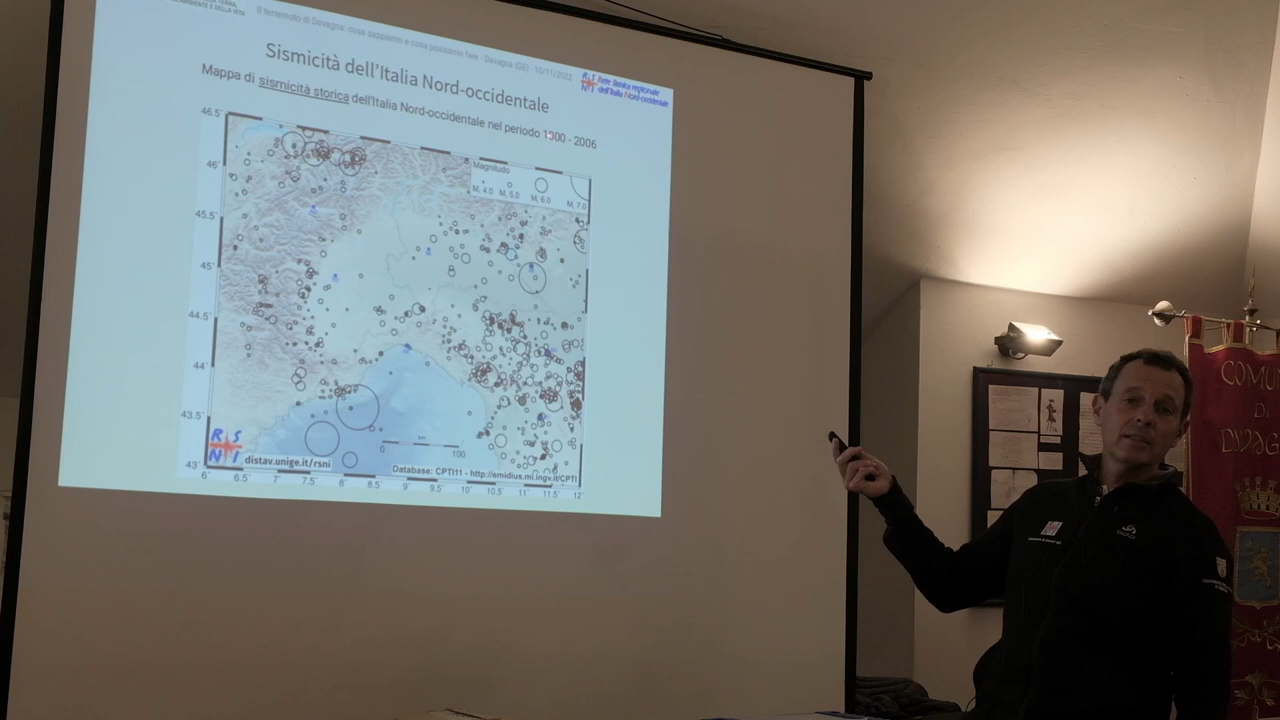 Il terremoto di Davagna: cosa sappiamo e cosa possiamo fare - Davagna (GE) - 10/11/2022
Sismicità dell'Italia Nord-occidentale
Rete Sismica regionale
dell'Italia Nord-occidentale
R S
N I
Mappa di sismicità storica dell'Italia Nord-occidentale nel periodo 1900 - 2006
46.5
46
45.5
45
44.5
44
43.5
43
Magnitudo
M, 4.0 M, 5.0 M, 6.0 M, 7.0
km
0 100
R S
N I
distav.unige.it/rsni
Database: CPTI11 - http://emidius.mi.ingv.it/CPTI
6 6.5 7 7.5 8 8.5 9 9.5 10 10.5 11 11.5 12
COMU
DI
DAVAG